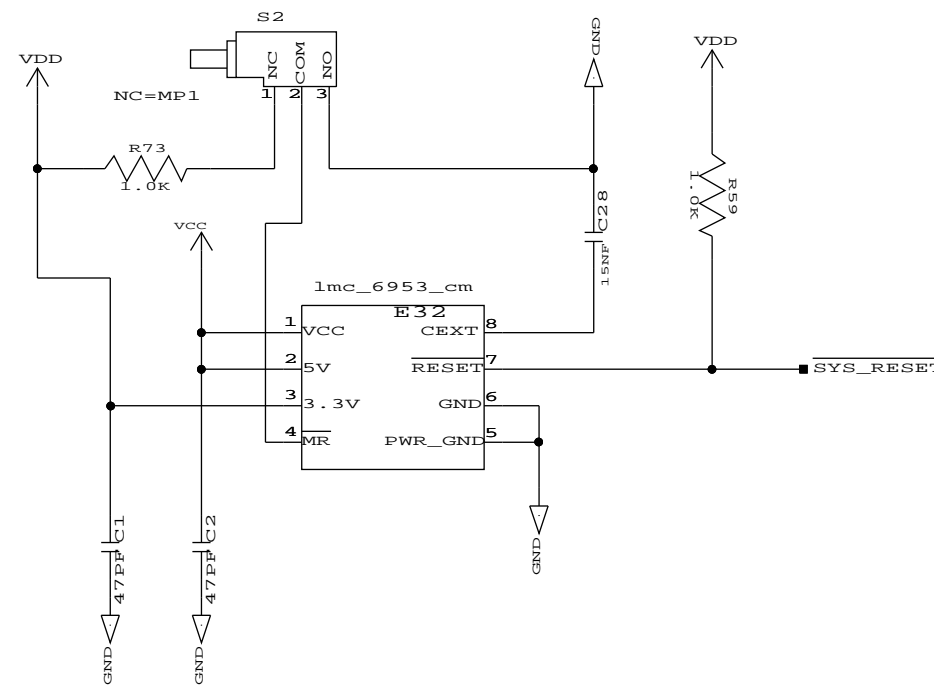 S2
VDD
NC
COM
NO
GND
VDD
1 2 3
NC=MP1
R73
1.0K
R59
1.0K
C28
15NF
VCC
lmc_6953_cm
E32
1 VCC
CEXT 8
2 5V
RESET 7
SYS_RESET
3 3.3V
GND 6
4 MR
PWR_GND 5
C1
47PF
C2
47PF
GND
GND
GND